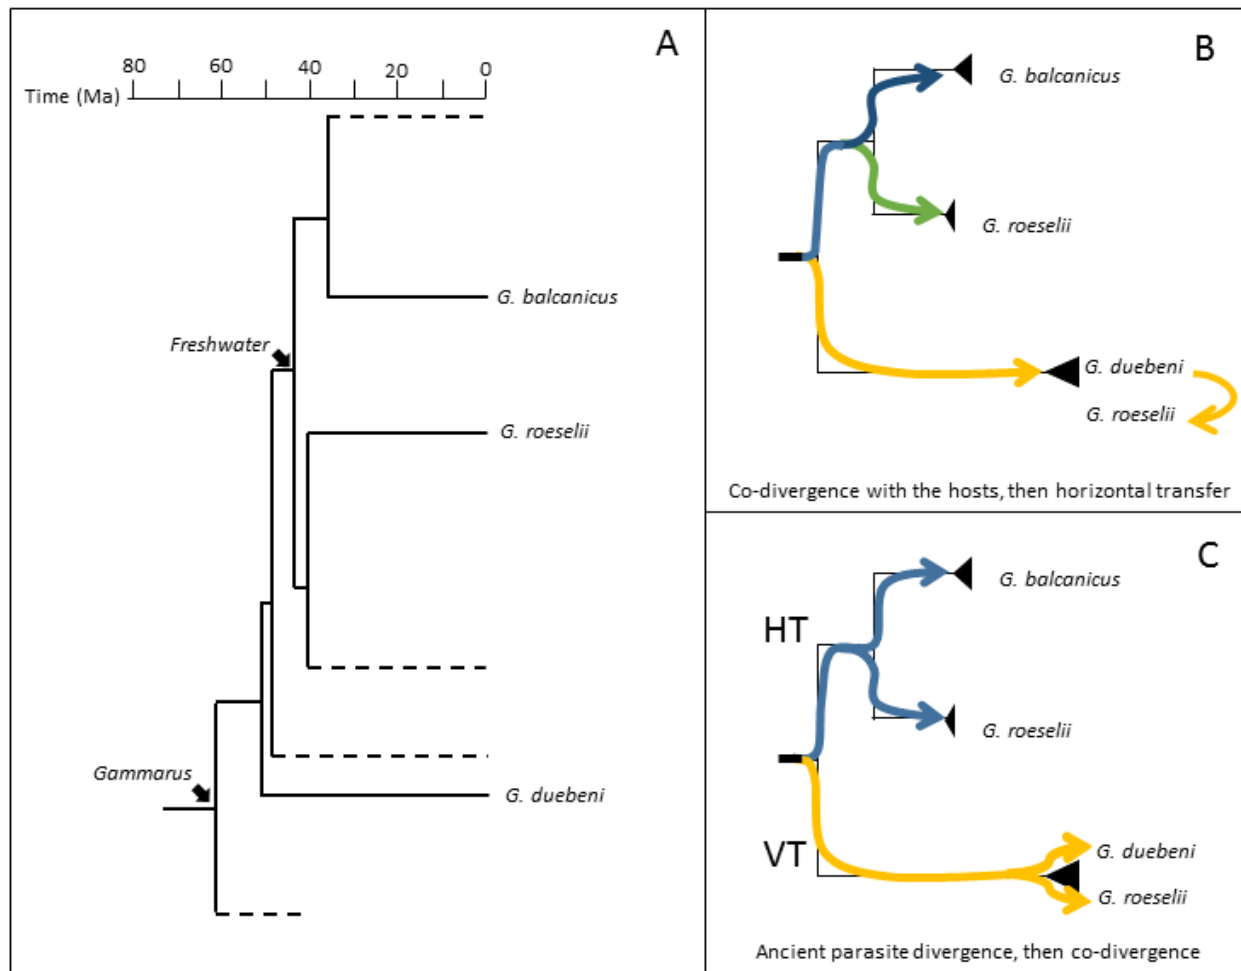 A
80 60 40 20 0
Time (Ma)
G. balcanicus
Freshwater
G. roeselii
Gammarus
G. duebeni
B
G. balcanicus
G. roeselii
G. duebeni
G. roeselii
Co-divergence with the hosts, then horizontal transfer
C
G. balcanicus
HT
G. roeselii
VT
G. duebeni
G. roeselii
Ancient parasite divergence, then co-divergence